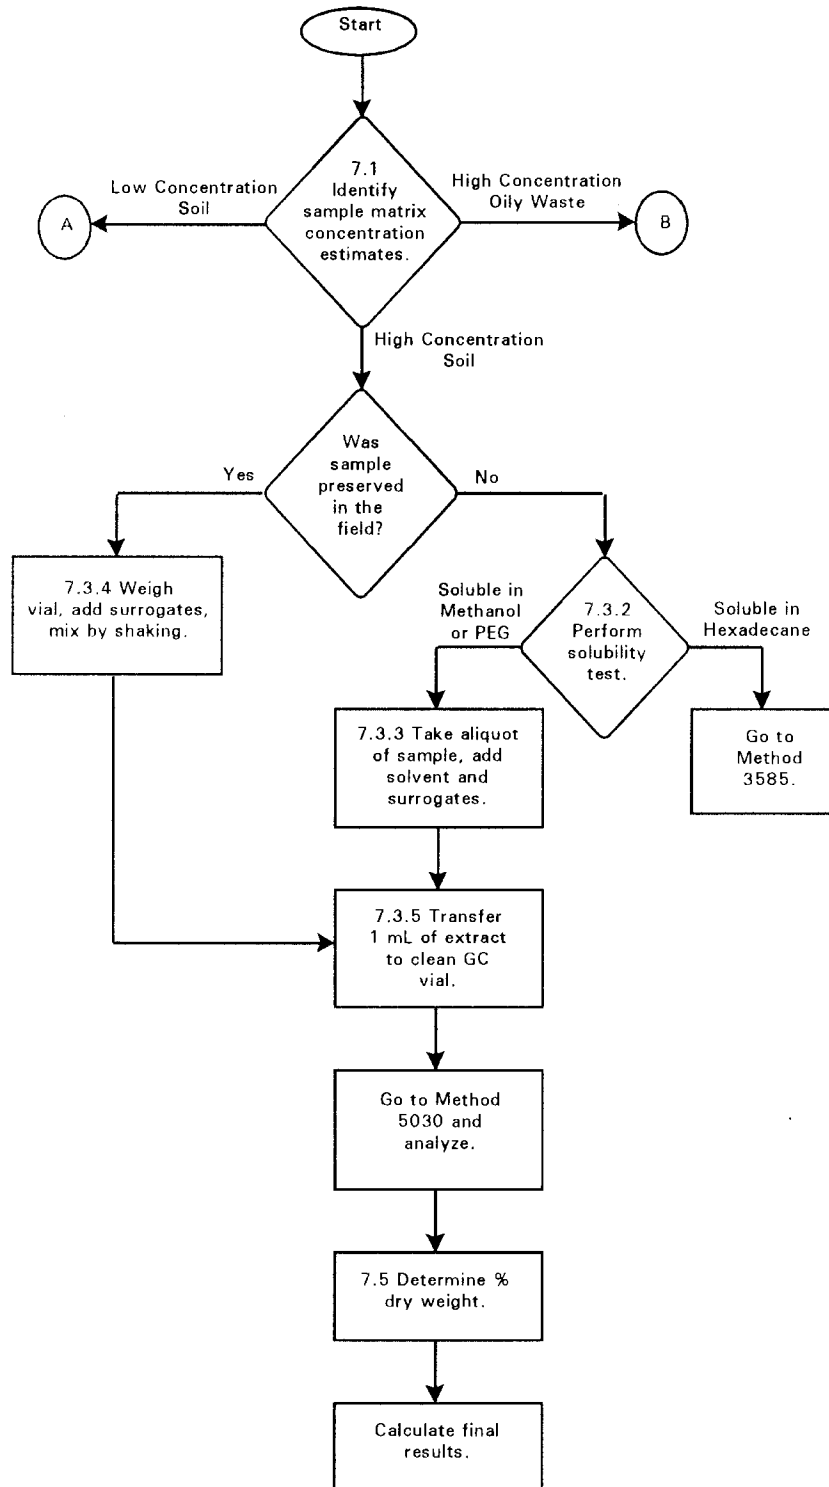 Start
7.1
Identify
sample matrix
concentration
estimates.
Low Concentration
Soil
A
High Concentration
Oily Waste
B
High Concentration
Soil
Was
sample
preserved
in the
field?
Yes
No
7.3.4 Weigh
vial, add surrogates,
mix by shaking.
Soluble in
Methanol
or PEG
7.3.2
Perform
solubility
test.
Soluble in
Hexadecane
7.3.3 Take aliquot
of sample, add
solvent and
surrogates.
Go to
Method
3585.
7.3.5 Transfer
1 mL of extract
to clean GC
vial.
Go to Method
5030 and
analyze.
7.5 Determine %
dry weight.
Calculate final
results.